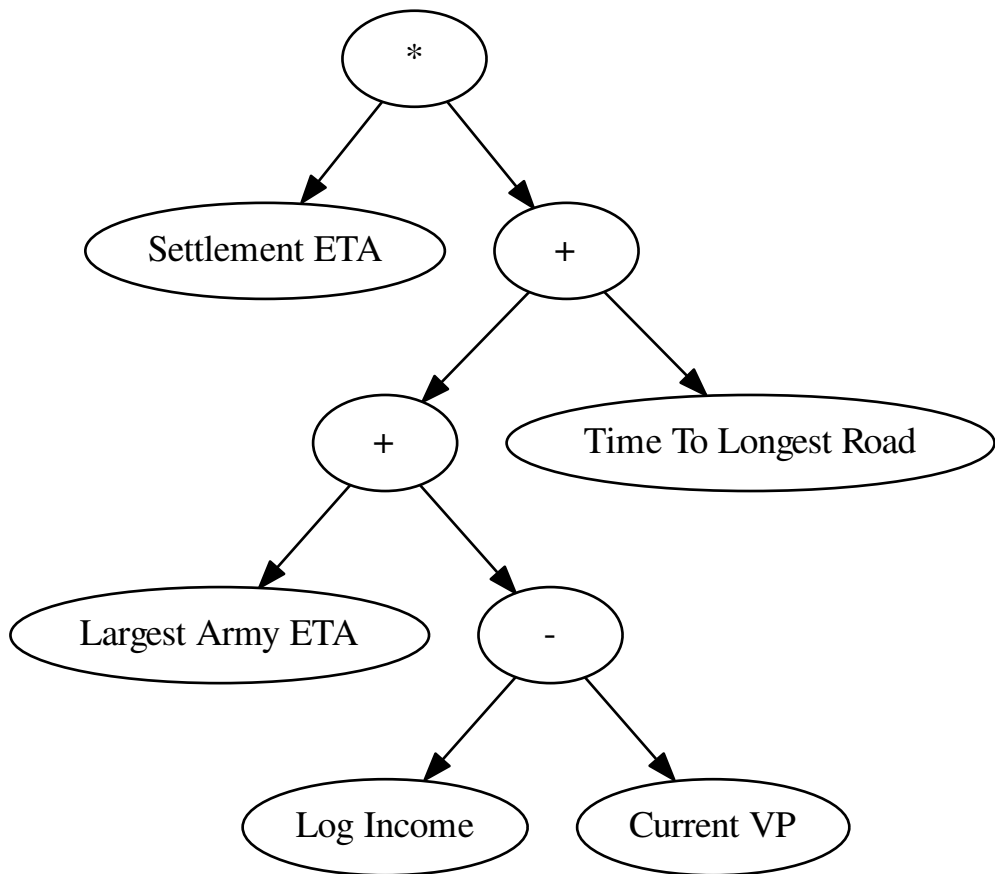 *
Settlement ETA
+
+
Time To Longest Road
Largest Army ETA
-
Log Income
Current VP